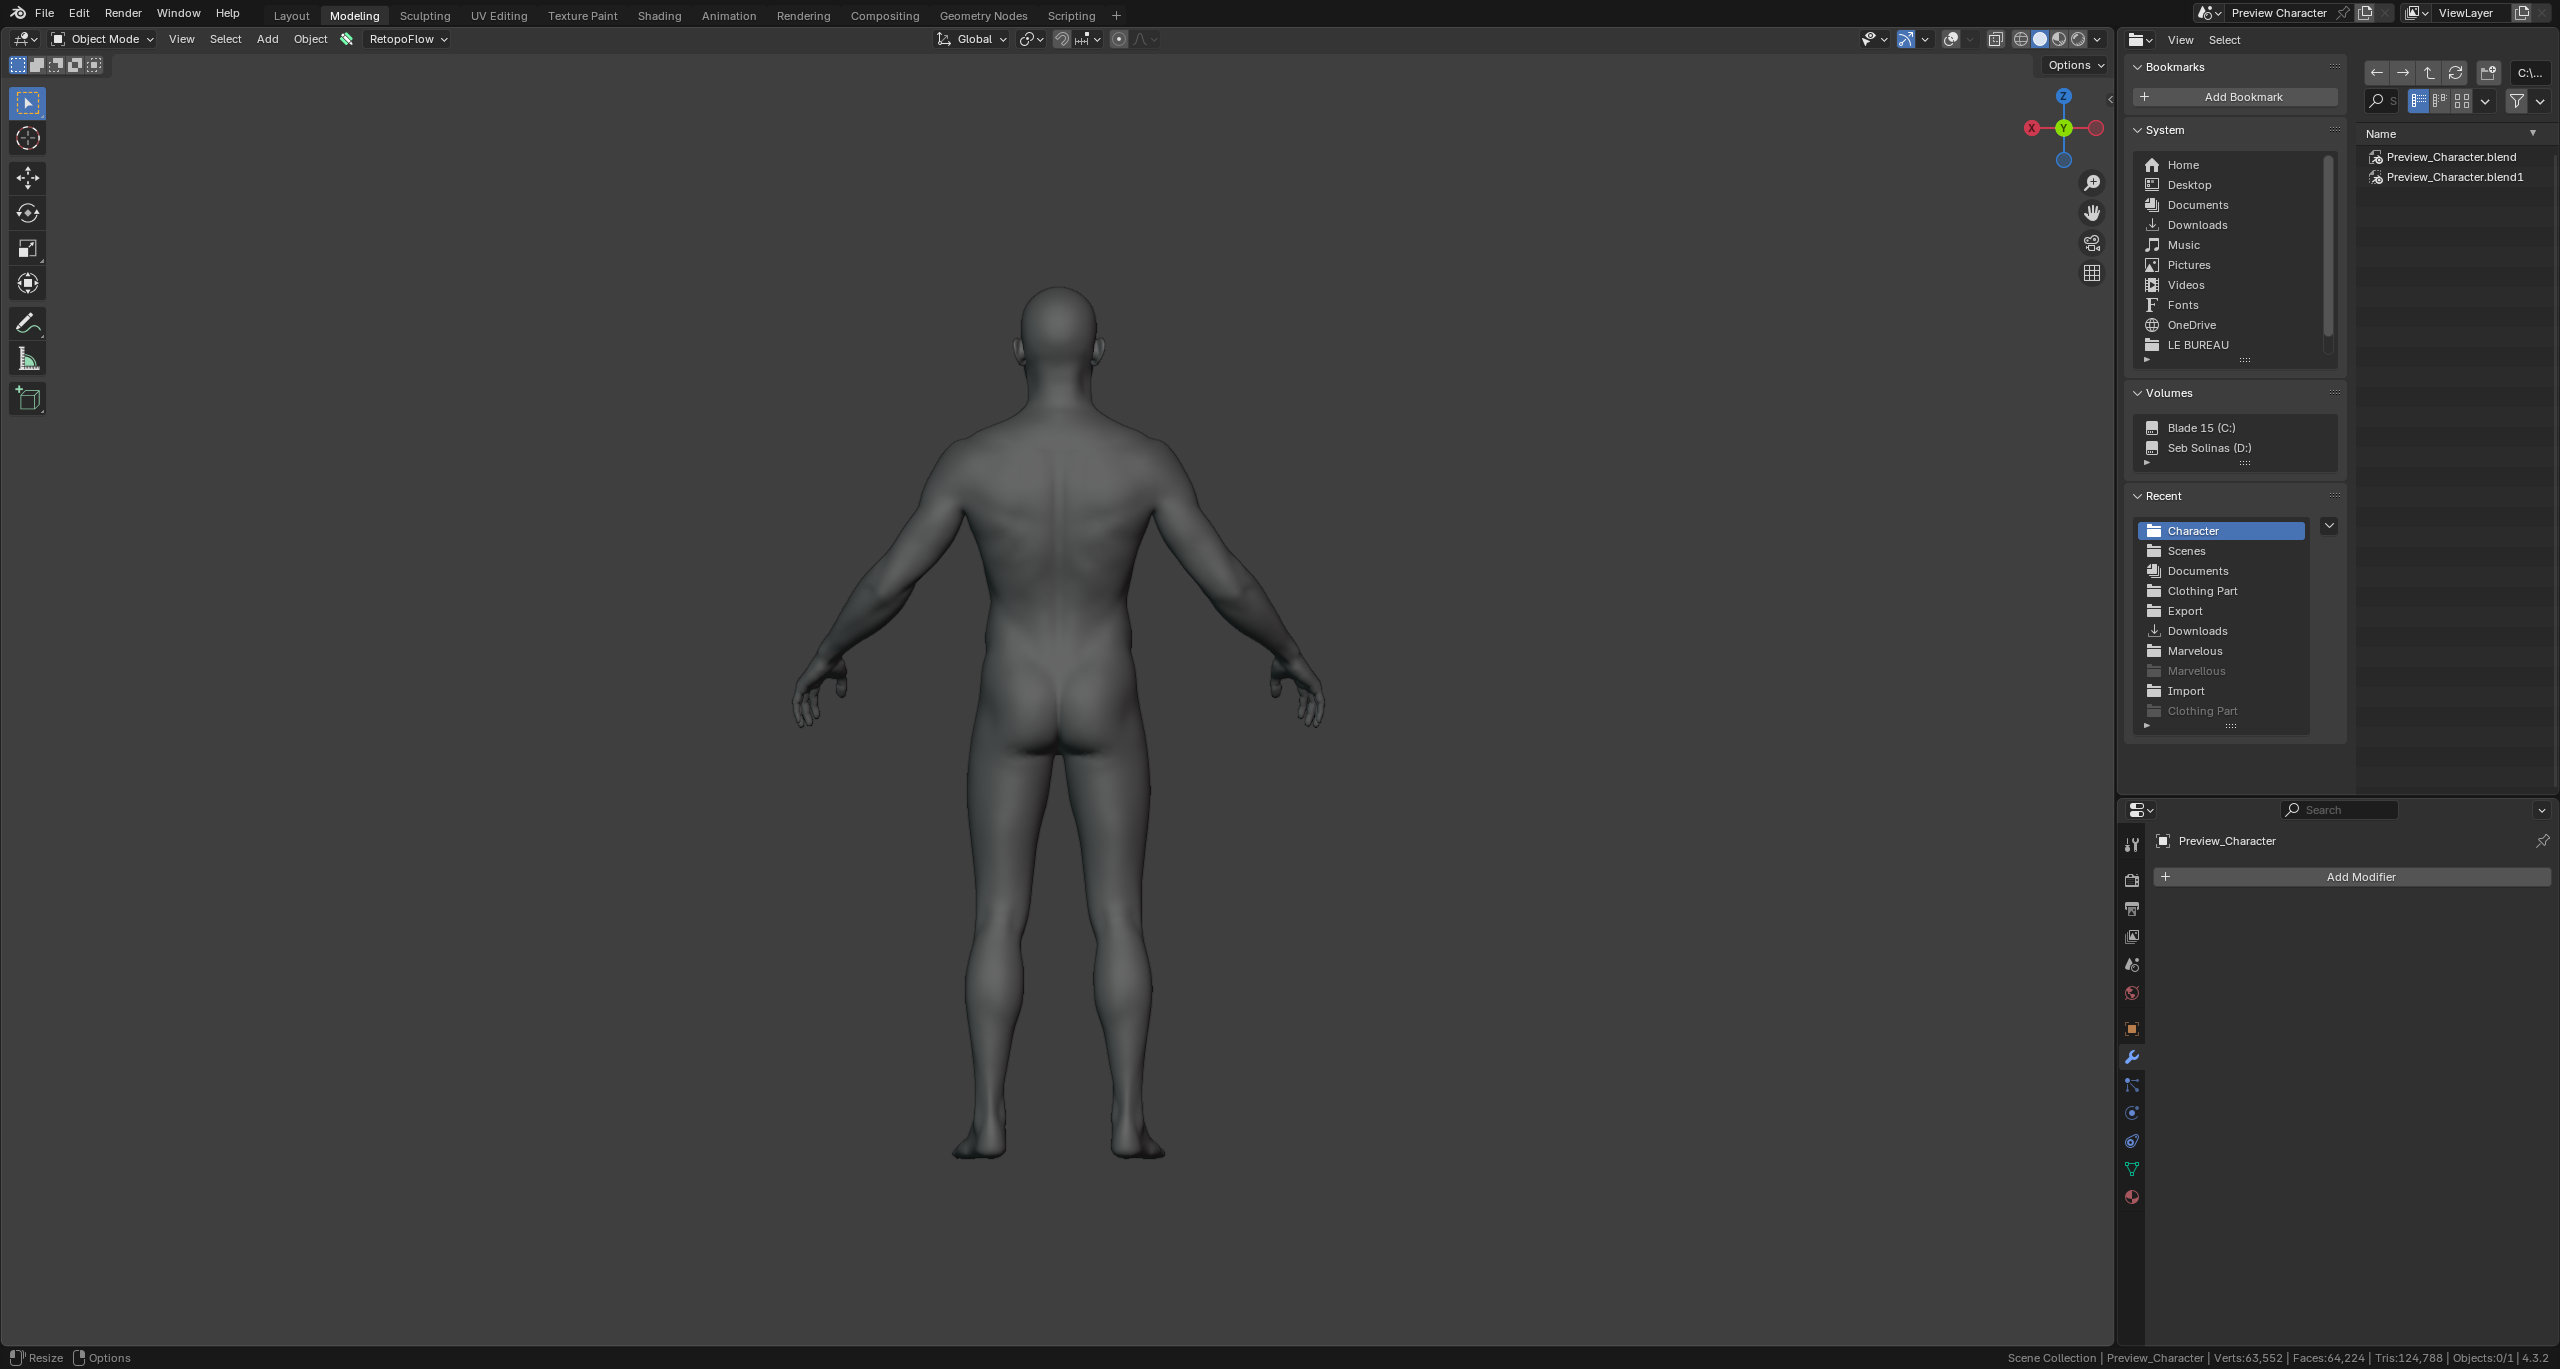 File Edit Render Window Help Layout Modeling Sculpting UV Editing Texture Paint Shading Animation Rendering Compositing Geometry Nodes Scripting + Preview Character ViewLayer
Object Mode View Select Add Object RetopoFlow Global View Select
Options
Z
X Y
Bookmarks
Add Bookmark
System
Home
Desktop
Documents
Downloads
Music
Pictures
Videos
Fonts
OneDrive
LE BUREAU
Volumes
Blade 15 (C:)
Seb Solinas (D:)
Recent
Character
Scenes
Documents
Clothing Part
Export
Downloads
Marvelous
Marvellous
Import
Clothing Part
C:\...
S
Name
Preview_Character.blend
Preview_Character.blend1
Search
Preview_Character
Add Modifier
Resize Options Scene Collection | Preview_Character | Verts:63,552 | Faces:64,224 | Tris:124,788 | Objects:0/1 | 4.3.2